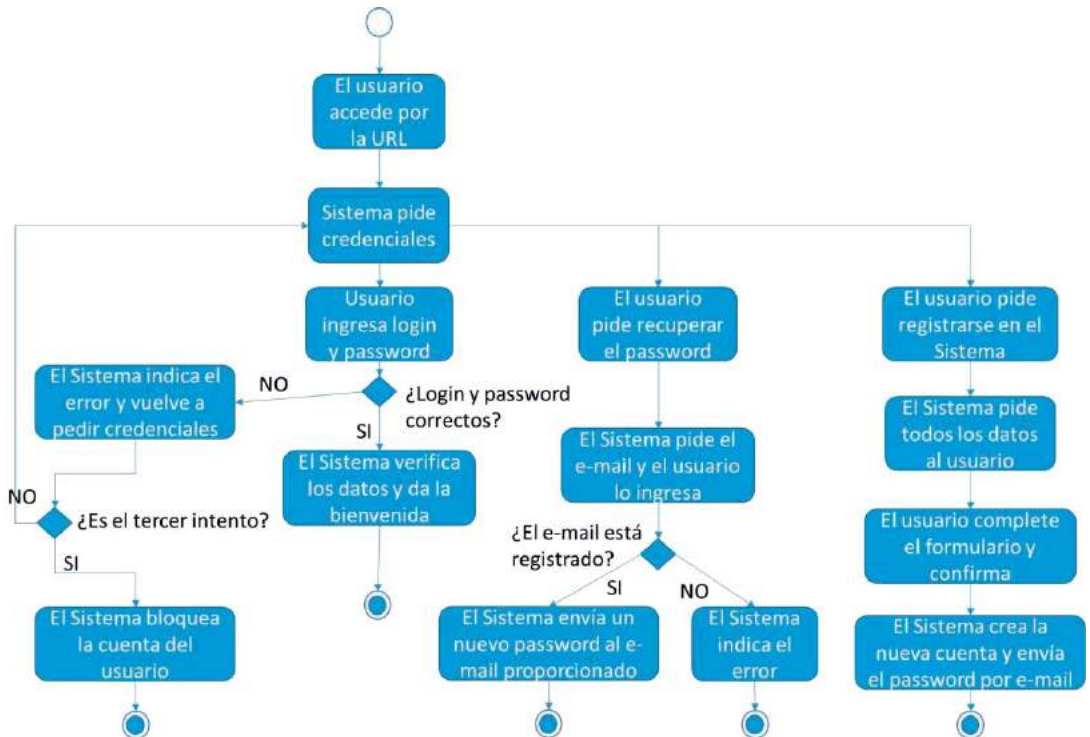 El usuario
accede por
la URL
Sistema pide
credenciales
Usuario
ingresa login
y password
El usuario
pide recuperar
el password
El usuario pide
registrarse en el
Sistema
NO
¿Login y password
correctos?
SI
El Sistema indica el
error y vuelve a
pedir credenciales
El Sistema verifica
los datos y da la
bienvenida
El Sistema pide el
e-mail y el usuario
lo ingresa
El Sistema pide
todos los datos
al usuario
NO
¿Es el tercer intento?
SI
¿El e-mail está
registrado?
SI
NO
El usuario complete
el formulario y
confirma
El Sistema bloquea
la cuenta del
usuario
El Sistema envía un
nuevo password al e-
mail proporcionado
El Sistema
indica el
error
El Sistema crea la
nueva cuenta y envía
el password por e-mail